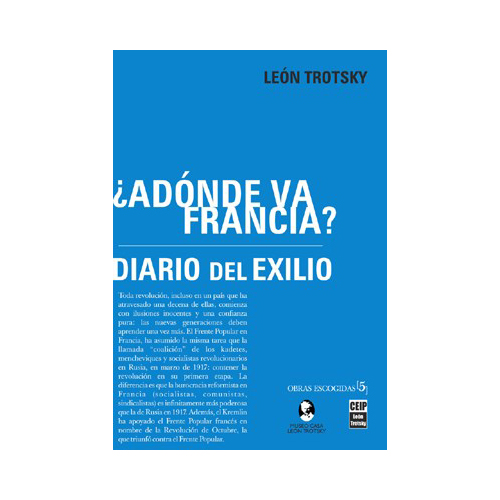 LEÓN TROTSKY
¿ADÓNDE VA
FRANCIA?
DIARIO DEL EXILIO
Toda revolución, incluso en un país que ha
atravesado una decena de ellas, comienza
con ilusiones inocentes y una confianza
pura: las nuevas generaciones deben
aprender una vez más. El Frente Popular en
Francia, ha asumido la misma tarea que la
llamada “coalición” de los kadetes,
mencheviques y socialistas revolucionarios
en Rusia, en marzo de 1917: contener la
revolución en su primera etapa. La
diferencia es que la burocracia reformista en
Francia (socialistas, comunistas,
sindicalistas) es infinitamente más poderosa
que la de Rusia en 1917. Además, el Kremlin
ha apoyado el Frente Popular francés en
nombre de la Revolución de Octubre, la
que triunfó contra el Frente Popular.
OBRAS ESCOGIDAS [5]
MUSEO CASA
LEÓN TROTSKY
CEIP
León
Trotsky